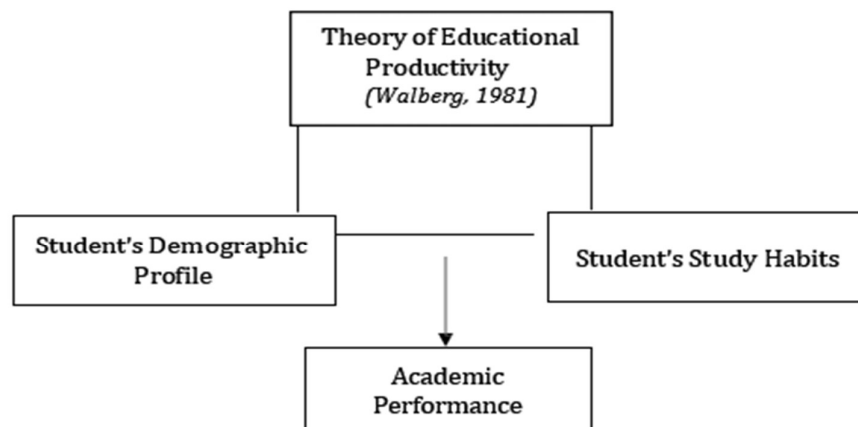 Theory of Educational
Productivity
(Walberg, 1981)
Student's Demographic
Profile
Student's Study Habits
Academic
Performance